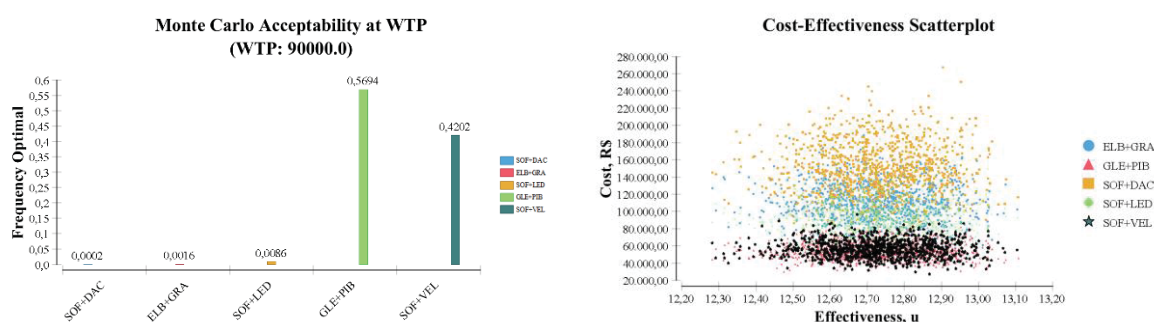 Monte Carlo Acceptability at WTP
(WTP: 90000.0)
Frequency Optimal
0,6
0,55
0,5
0,45
0,4
0,35
0,3
0,25
0,2
0,15
0,1
0,05
0,0
0,0002
0,0016
0,0086
0,5694
0,4202
SOF+DAC
ELB+GRA
SOF+LED
GLE+PIB
SOF+VEL
SOF+DAC
ELB+GRA
SOF+LED
GLE+PIB
SOF+VEL
Cost-Effectiveness Scatterplot
Cost, R$
280.000,00
260.000,00
240.000,00
220.000,00
200.000,00
180.000,00
160.000,00
140.000,00
120.000,00
100.000,00
80.000,00
60.000,00
40.000,00
20.000,00
12,20 12,30 12,40 12,50 12,60 12,70 12,80 12,90 13,00 13,10 13,20
Effectiveness, u
ELB+GRA
GLE+PIB
SOF+DAC
SOF+LED
SOF+VEL